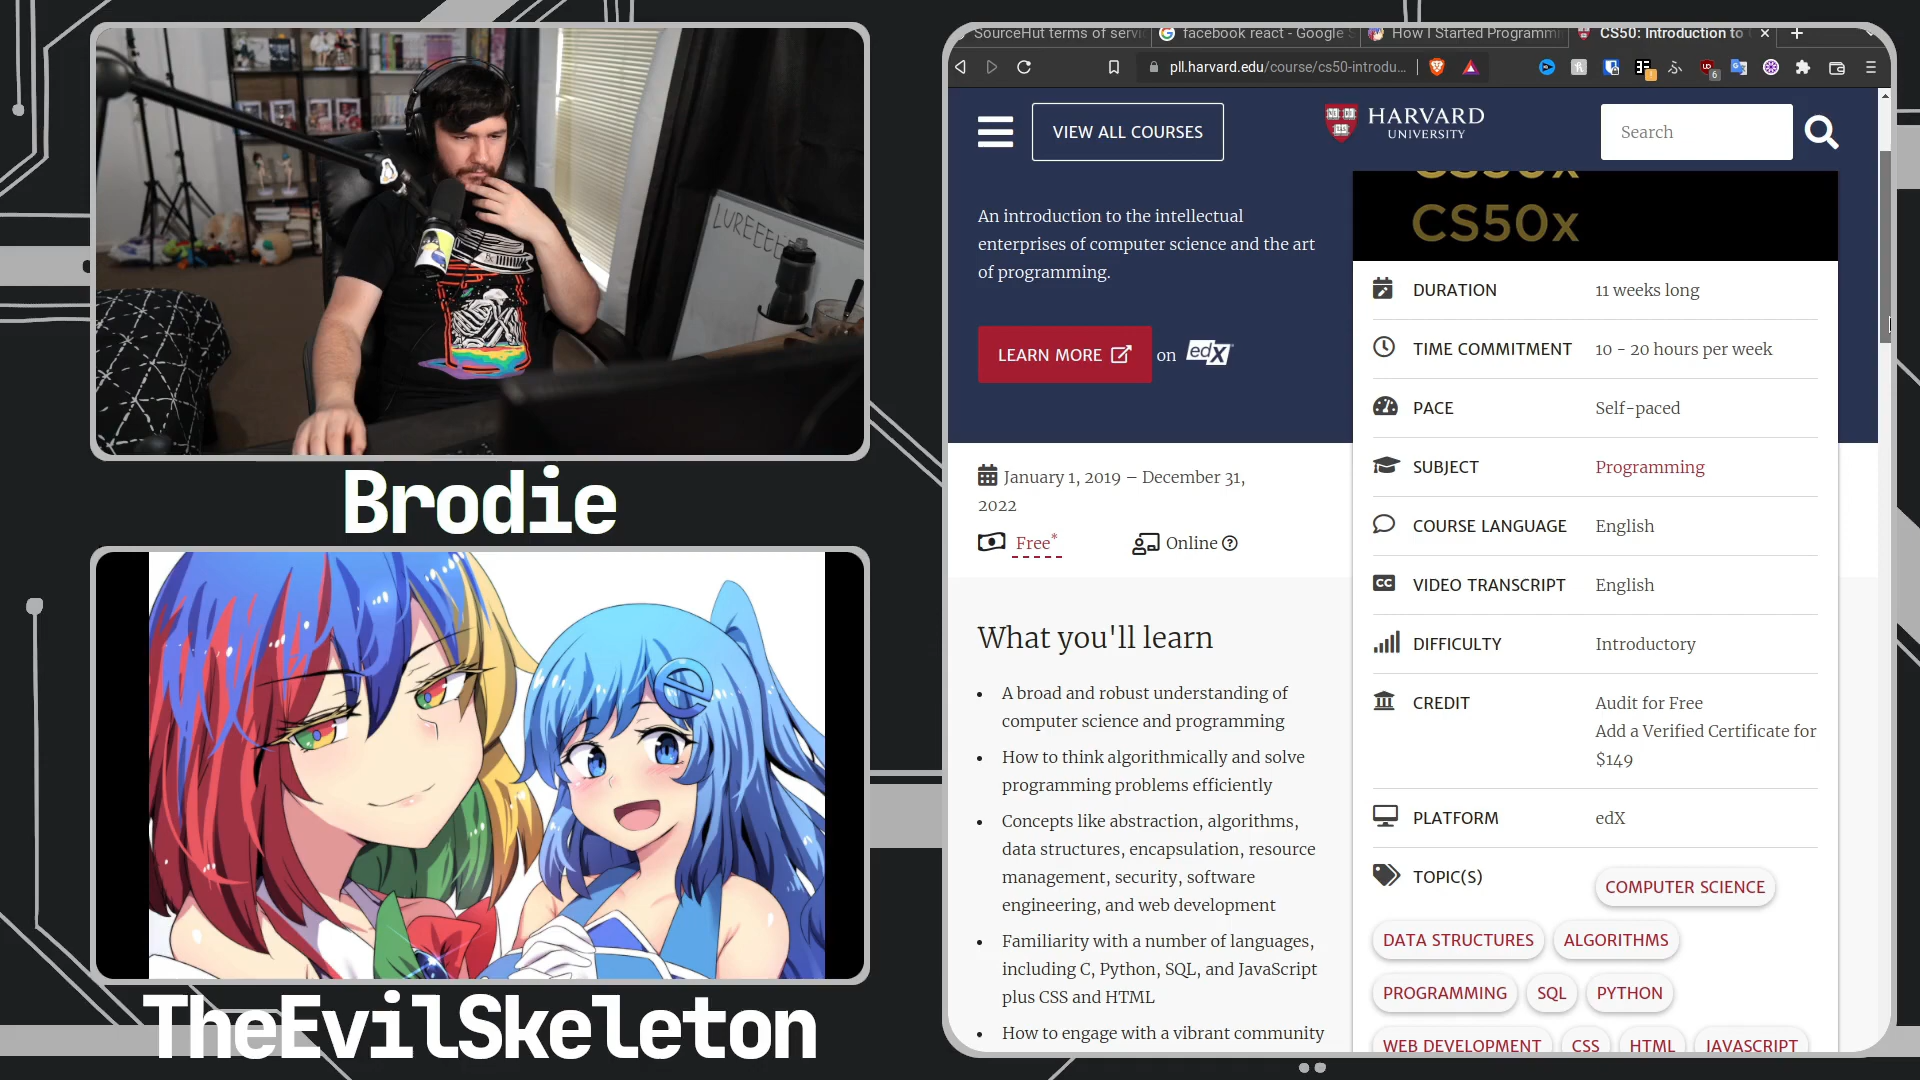 LUREEEH
Brodie
TheEvilSkeleton
SourceHut terms of servi
facebook react - Google S
How I Started Programmi
CS50: Introduction to
pll.harvard.edu/course/cs50-introdu...
VIEW ALL COURSES
HARVARD
UNIVERSITY
Search
An introduction to the intellectual
enterprises of computer science and the art
of programming.
LEARN MORE
on
edX
January 1, 2019 – December 31,
2022
Free*
Online
What you'll learn
• A broad and robust understanding of
computer science and programming
• How to think algorithmically and solve
programming problems efficiently
• Concepts like abstraction, algorithms,
data structures, encapsulation, resource
management, security, software
engineering, and web development
• Familiarity with a number of languages,
including C, Python, SQL, and JavaScript
plus CSS and HTML
• How to engage with a vibrant community
CS50x
CS50x
DURATION 11 weeks long
TIME COMMITMENT 10 - 20 hours per week
PACE Self-paced
SUBJECT Programming
COURSE LANGUAGE English
CC VIDEO TRANSCRIPT English
DIFFICULTY Introductory
CREDIT Audit for Free
Add a Verified Certificate for
$149
PLATFORM edX
TOPIC(S) COMPUTER SCIENCE
DATA STRUCTURES ALGORITHMS
PROGRAMMING SQL PYTHON
WEB DEVELOPMENT CSS HTML JAVASCRIPT